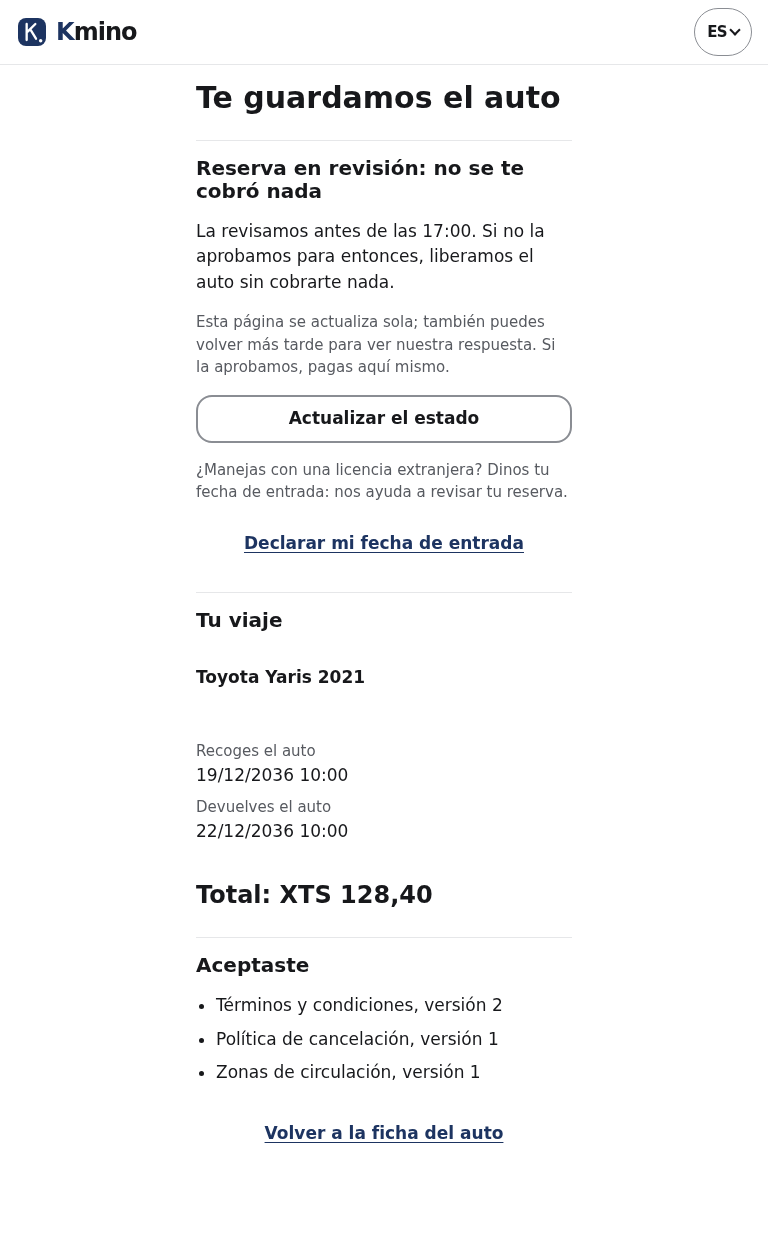 Kmino
ES
Te guardamos el auto
Reserva en revisión: no se te
cobró nada
La revisamos antes de las 17:00. Si no la
aprobamos para entonces, liberamos el
auto sin cobrarte nada.
Esta página se actualiza sola; también puedes
volver más tarde para ver nuestra respuesta. Si
la aprobamos, pagas aquí mismo.
Actualizar el estado
¿Manejas con una licencia extranjera? Dinos tu
fecha de entrada: nos ayuda a revisar tu reserva.
Declarar mi fecha de entrada
Tu viaje
Toyota Yaris 2021
Recoges el auto
19/12/2036 10:00
Devuelves el auto
22/12/2036 10:00
Total: XTS 128,40
Aceptaste
• Términos y condiciones, versión 2
• Política de cancelación, versión 1
• Zonas de circulación, versión 1
Volver a la ficha del auto